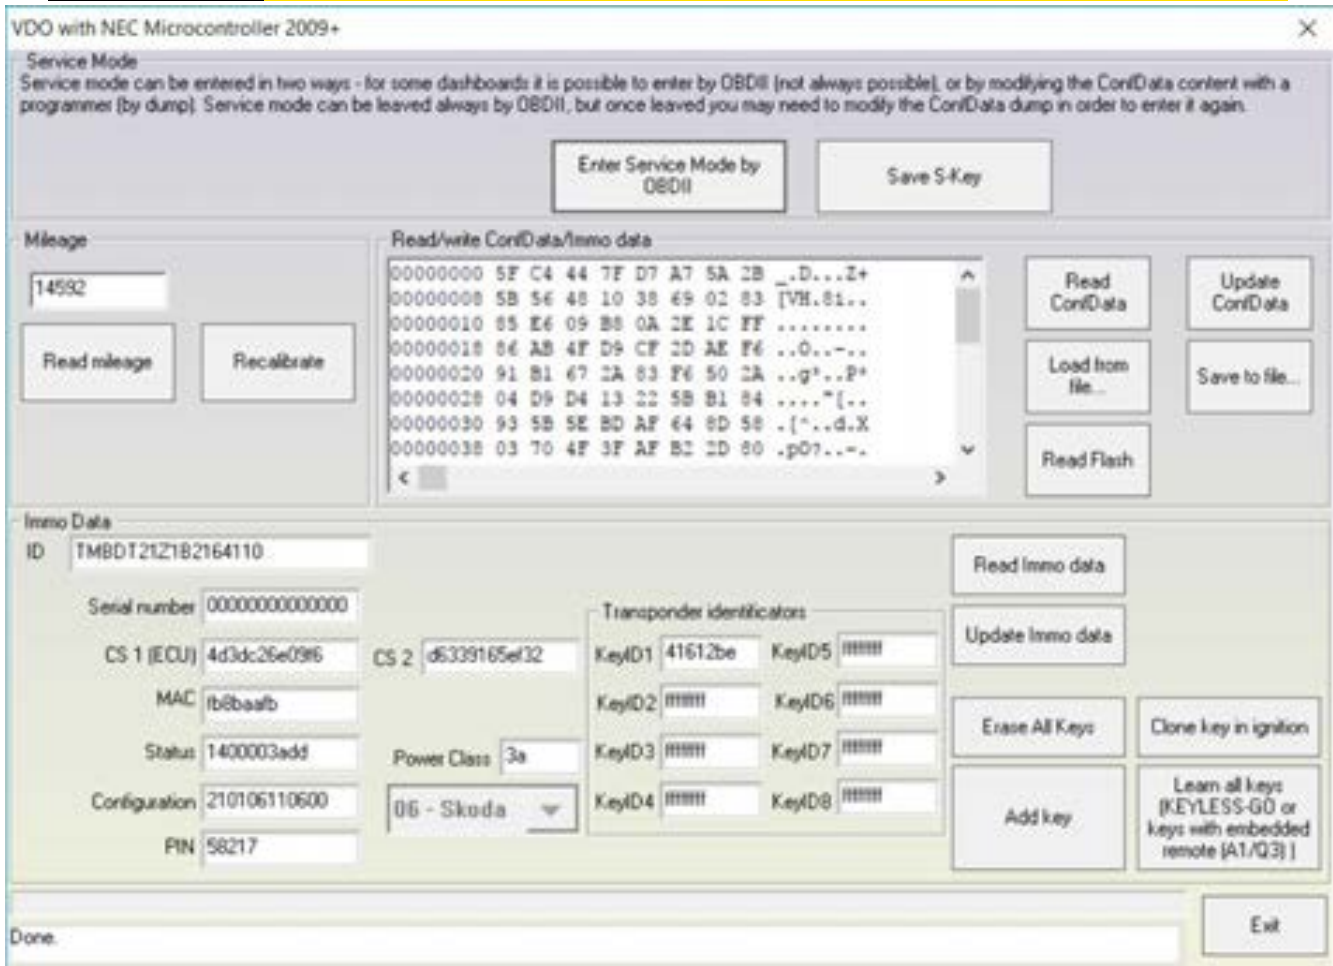 VDO with NEC Microcontroller 2009+
Service Mode
Service mode can be entered in two ways - for some dashboards it is possible to enter by OBDII (not always possible), or by modifying the ConfData content with a
programmer (by dump). Service mode can be leaved always by OBDII, but once leaved you may need to modify the ConfData dump in order to enter it again.
Enter Service Mode by
OBDII
Save S-Key
Mileage
14592
Read mileage
Recalibrate
Read/write ConfData/Immo data
00000000 5F C4 44 7F D7 A7 5A 2B _.D...Z+
00000008 5B 56 48 10 38 69 02 83 [VH.8i..
00000010 85 E6 09 B8 0A 2E 1C FF ........
00000018 86 AB 4F D9 CF 2D AE F6 ..O..-..
00000020 91 B1 67 2A 83 F6 50 2A ..g*..P*
00000028 04 D9 D4 13 22 5B B1 84 ...."[..
00000030 93 5B 5E BD AF 64 8D 58 .[^..d.X
00000038 03 70 4F 3F AF B2 2D 80 .pO?..-.
Read
ConfData
Update
ConfData
Load from
file...
Save to file...
Read Flash
Immo Data
ID TMBDT21Z1B2164110
Serial number 00000000000000
CS 1 (ECU) 4d3dc26e09f6
CS 2 d6339165ef32
MAC fb8baafb
Status 1400003add
Power Class 3a
Configuration 210106110600
06 - Skoda
PIN 58217
Transponder identificators
KeyID1 41612be KeyID5 ffffffff
KeyID2 ffffffff KeyID6 ffffffff
KeyID3 ffffffff KeyID7 ffffffff
KeyID4 ffffffff KeyID8 ffffffff
Read Immo data
Update Immo data
Erase All Keys
Clone key in ignition
Add key
Learn all keys
(KEYLESS-GO or
keys with embedded
remote (A1/Q3) )
Done.
Exit